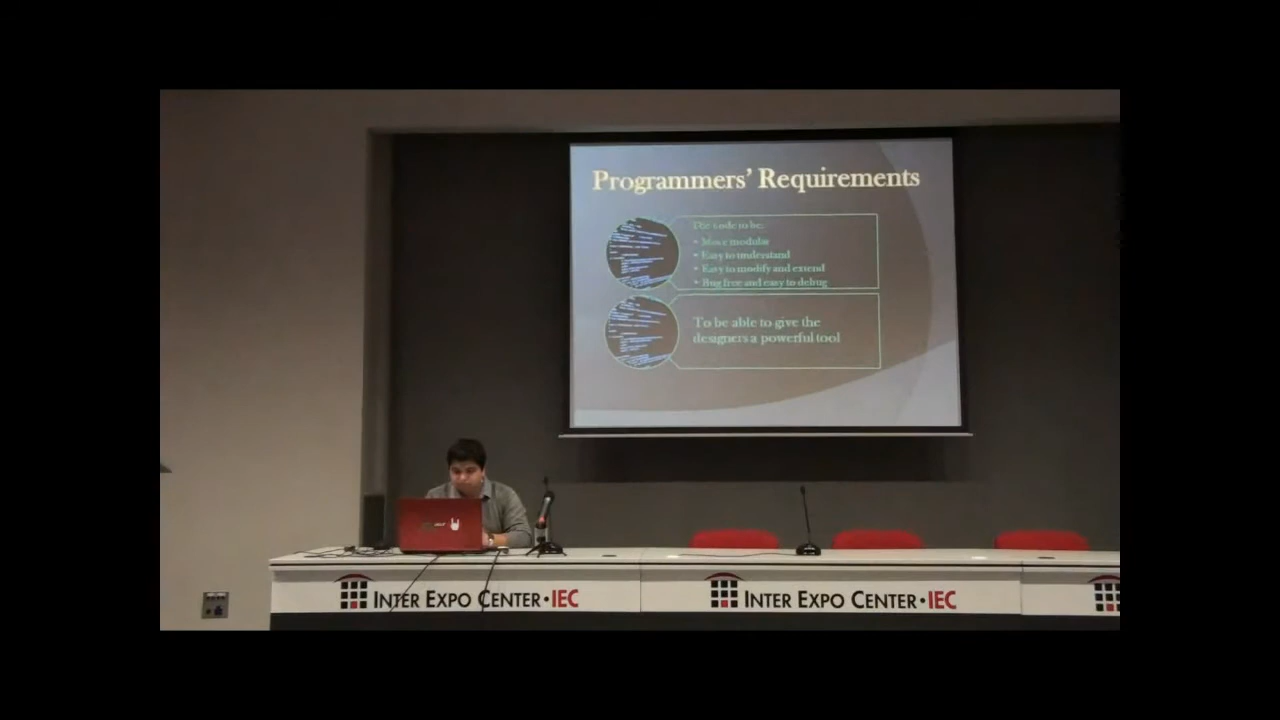 Programmers' Requirements
The code to be:
• More modular
• Easy to understand
• Easy to modify and extend
• Bug free and easy to debug
To be able to give the
designers a powerful tool
acer
INTER EXPO CENTER • IEC
INTER EXPO CENTER • IEC